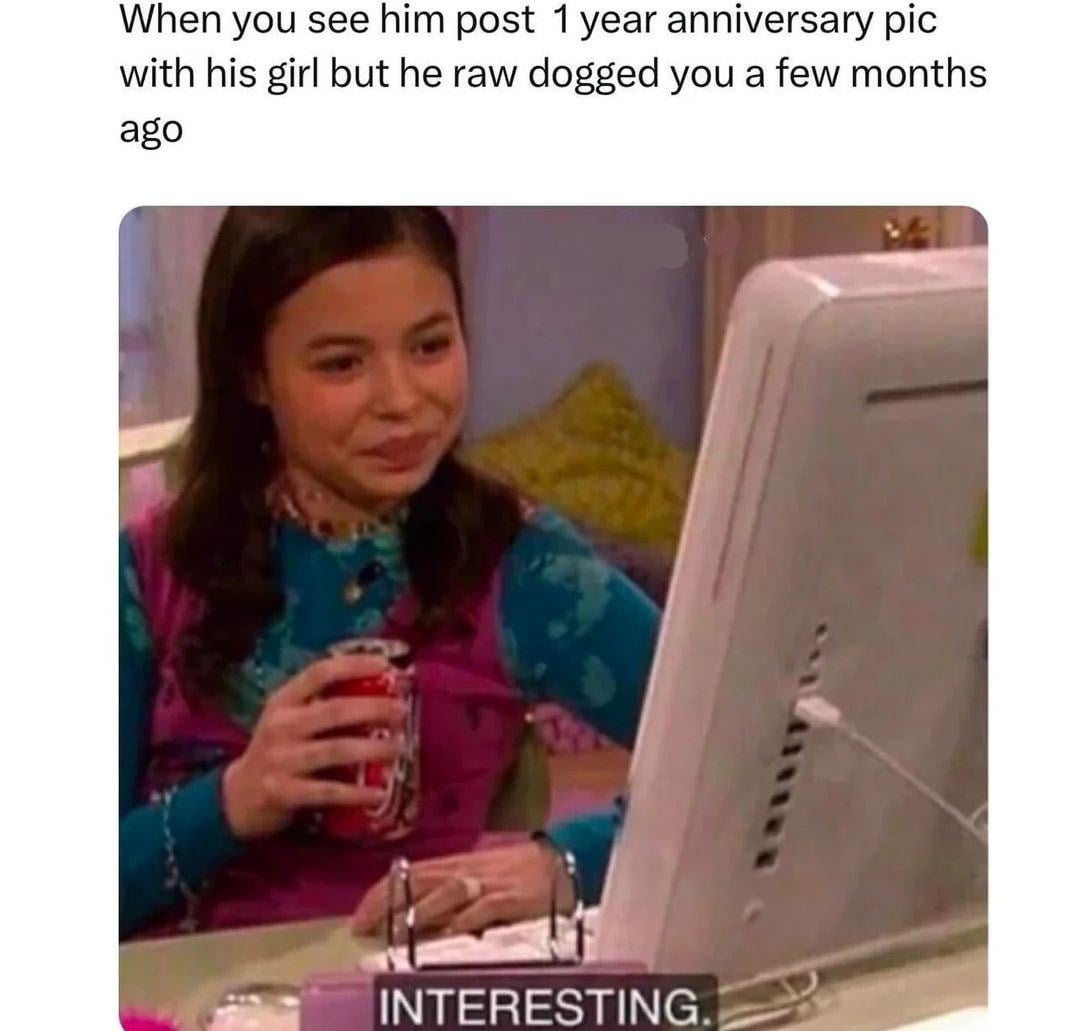 When you see him post 1 year anniversary pic
with his girl but he raw dogged you a few months
ago
INTERESTING.